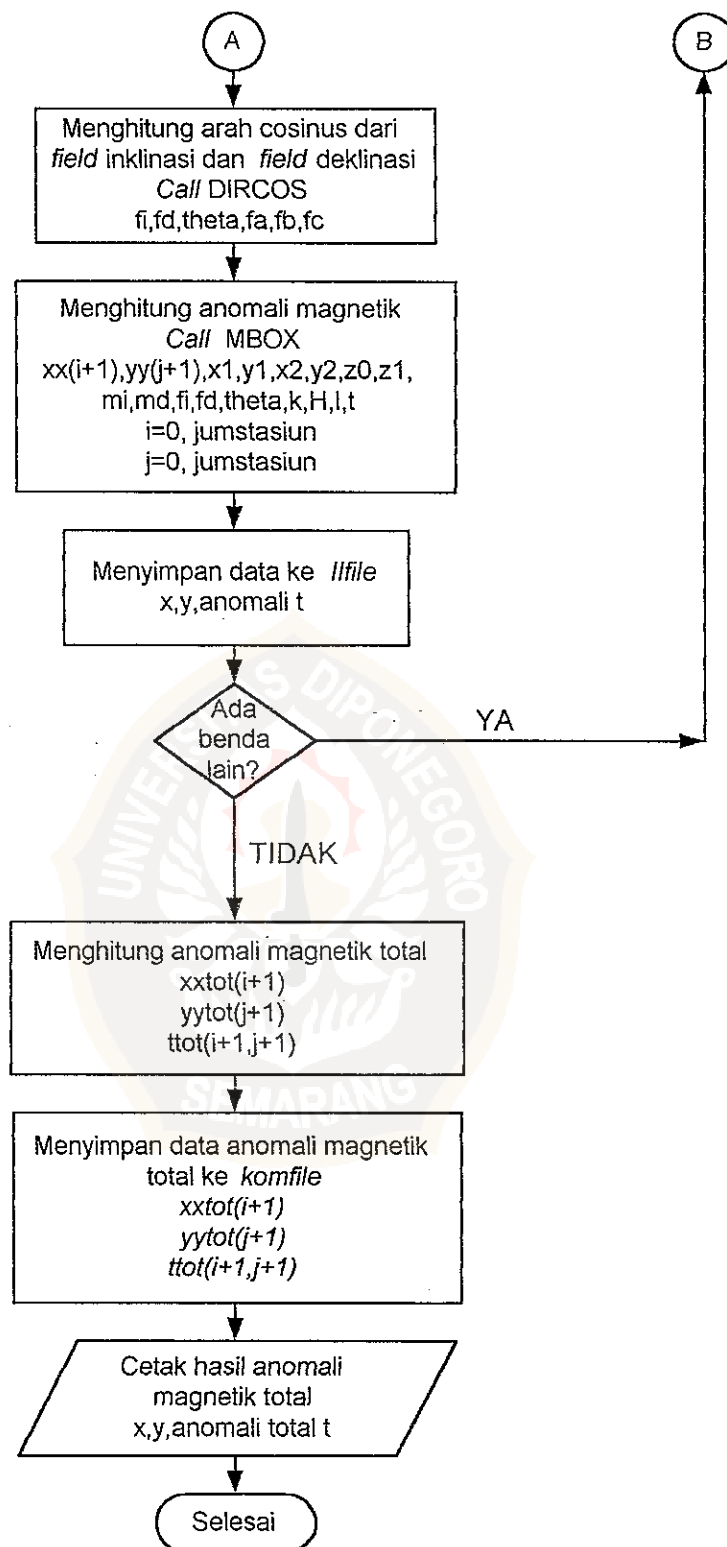 A
B
Menghitung arah cosinus dari
field inklinasi dan field deklinasi
Call DIRCOS
fi,fd,theta,fa,fb,fc
Menghitung anomali magnetik
Call MBOX
xx(i+1),yy(j+1),x1,y1,x2,y2,z0,z1,
mi,md,fi,fd,theta,k,H,I,t
i=0, jumstasiun
j=0, jumstasiun
Menyimpan data ke llfile
x,y,anomali t
Ada
benda
lain?
YA
TIDAK
Menghitung anomali magnetik total
xxtot(i+1)
yytot(j+1)
ttot(i+1,j+1)
Menyimpan data anomali magnetik
total ke komfile
xxtot(i+1)
yytot(j+1)
ttot(i+1,j+1)
Cetak hasil anomali
magnetik total
x,y,anomali total t
Selesai
UNIVERSITAS DIPONEGORO
SEMARANG